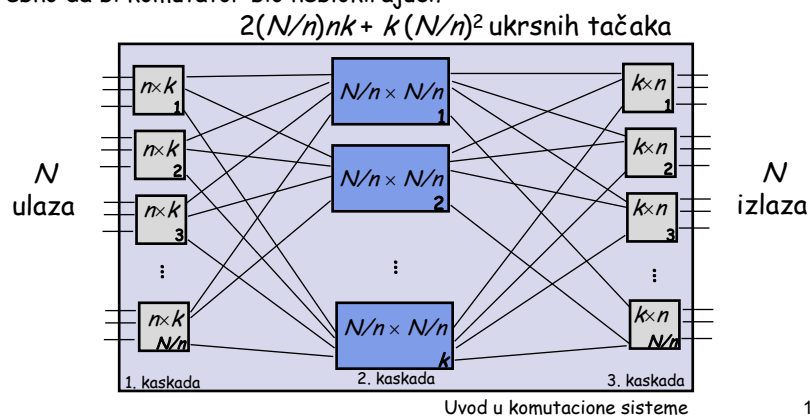 2(N/n)nk + k (N/n)² ukrsnih tačaka
n×k
1
n×k
2
n×k
3
⋮
n×k
N/n
N
ulaza
1. kaskada
N/n × N/n
1
N/n × N/n
2
⋮
N/n × N/n
k
2. kaskada
k×n
1
k×n
2
k×n
3
⋮
k×n
N/n
3. kaskada
N
izlaza
Uvod u komutacione sisteme
1